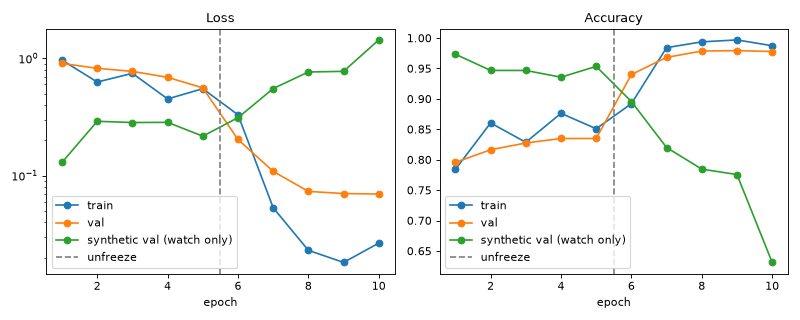 Loss
10⁰
10⁻¹
train
val
synthetic val (watch only)
unfreeze
2 4 6 8 10
epoch
Accuracy
1.00
0.95
0.90
0.85
0.80
0.75
0.70
0.65
train
val
synthetic val (watch only)
unfreeze
2 4 6 8 10
epoch